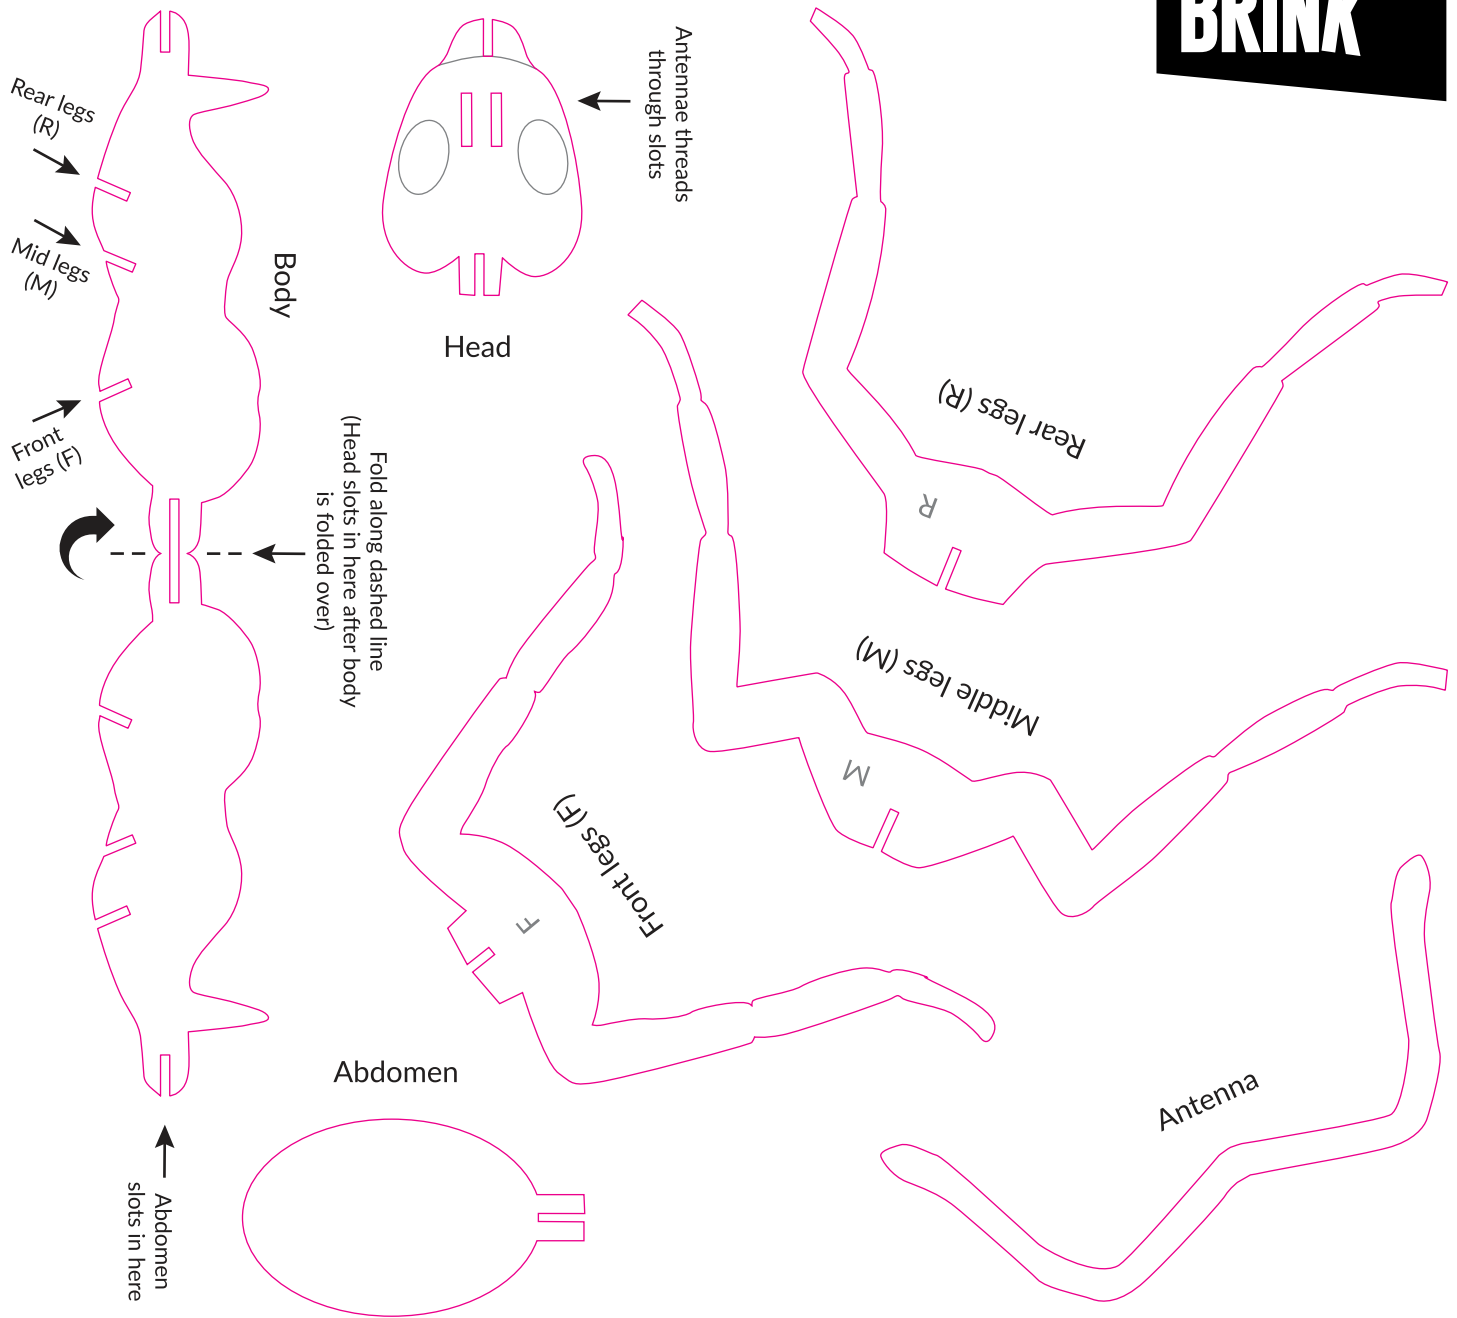 BRINK
Rear legs
(R)
Mid legs
(M)
Front
legs (F)
Body
Antennae threads
through slots
Head
Fold along dashed line
(Head slots in here after body
is folded over)
Rear legs (R)
R
Middle legs (M)
M
Front legs (F)
F
Abdomen
Antenna
Abdomen
slots in here